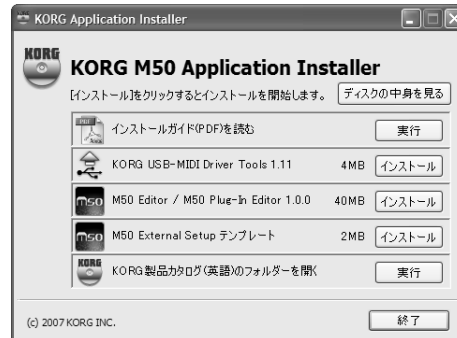 KORG Application Installer
KORG
KORG M50 Application Installer
[インストール]をクリックするとインストールを開始します。 ディスクの中身を見る
PDF インストールガイド(PDF)を読む 実行
KORG USB-MIDI Driver Tools 1.11 4MB インストール
m50 M50 Editor / M50 Plug-In Editor 1.0.0 40MB インストール
m50 M50 External Setup テンプレート 2MB インストール
KORG KORG製品カタログ(英語)のフォルダーを開く 実行
(c) 2007 KORG INC. 終了